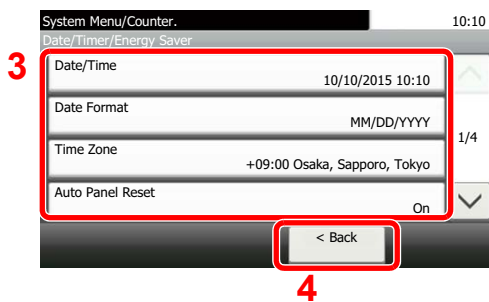 System Menu/Counter.
10:10
Date/Timer/Energy Saver
3
Date/Time
10/10/2015 10:10
Date Format
MM/DD/YYYY
1/4
Time Zone
+09:00 Osaka, Sapporo, Tokyo
Auto Panel Reset
On
< Back
4